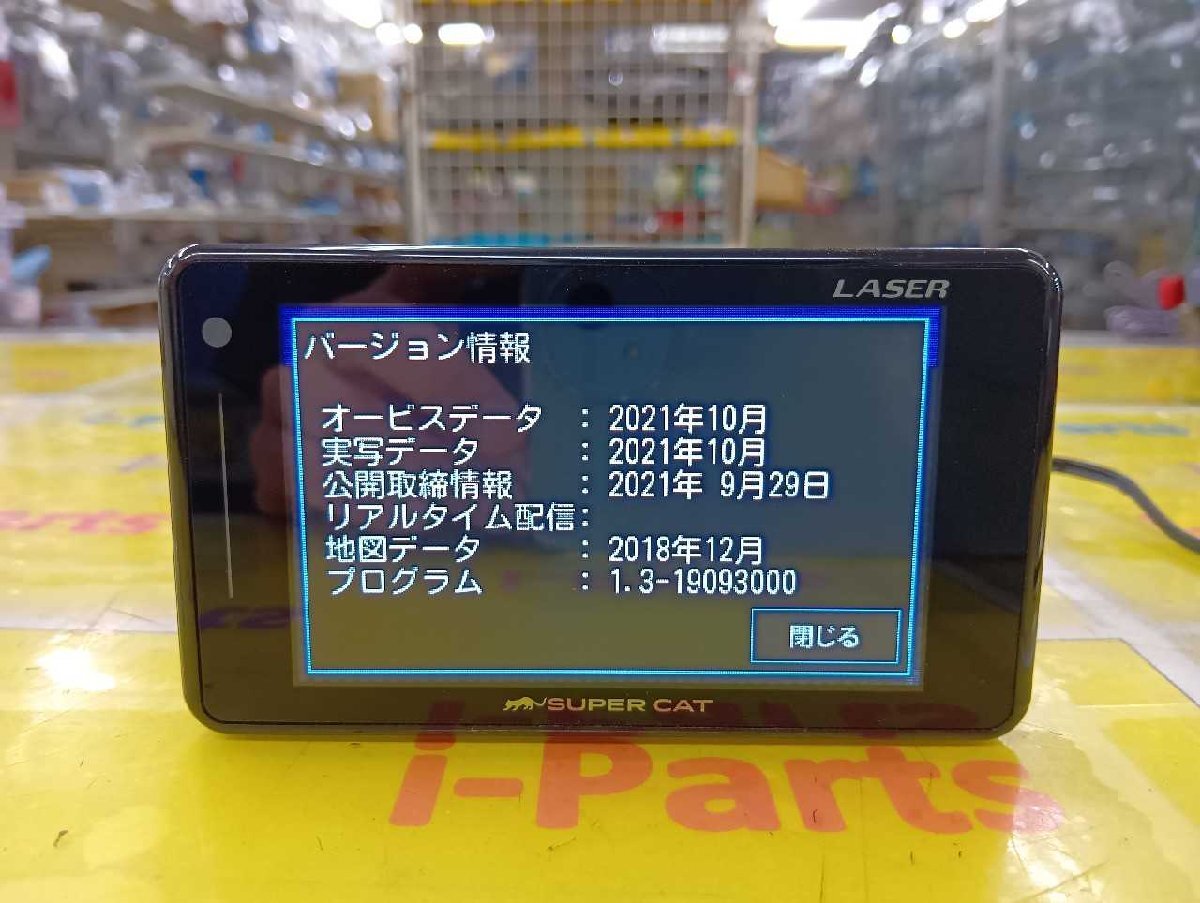 LASER
バージョン情報
オービスデータ : 2021年10月
実写データ : 2021年10月
公開取締情報 : 2021年 9月29日
リアルタイム配信:
地図データ : 2018年12月
プログラム : 1.3-19093000
閉じる
SUPER CAT
i-Parts